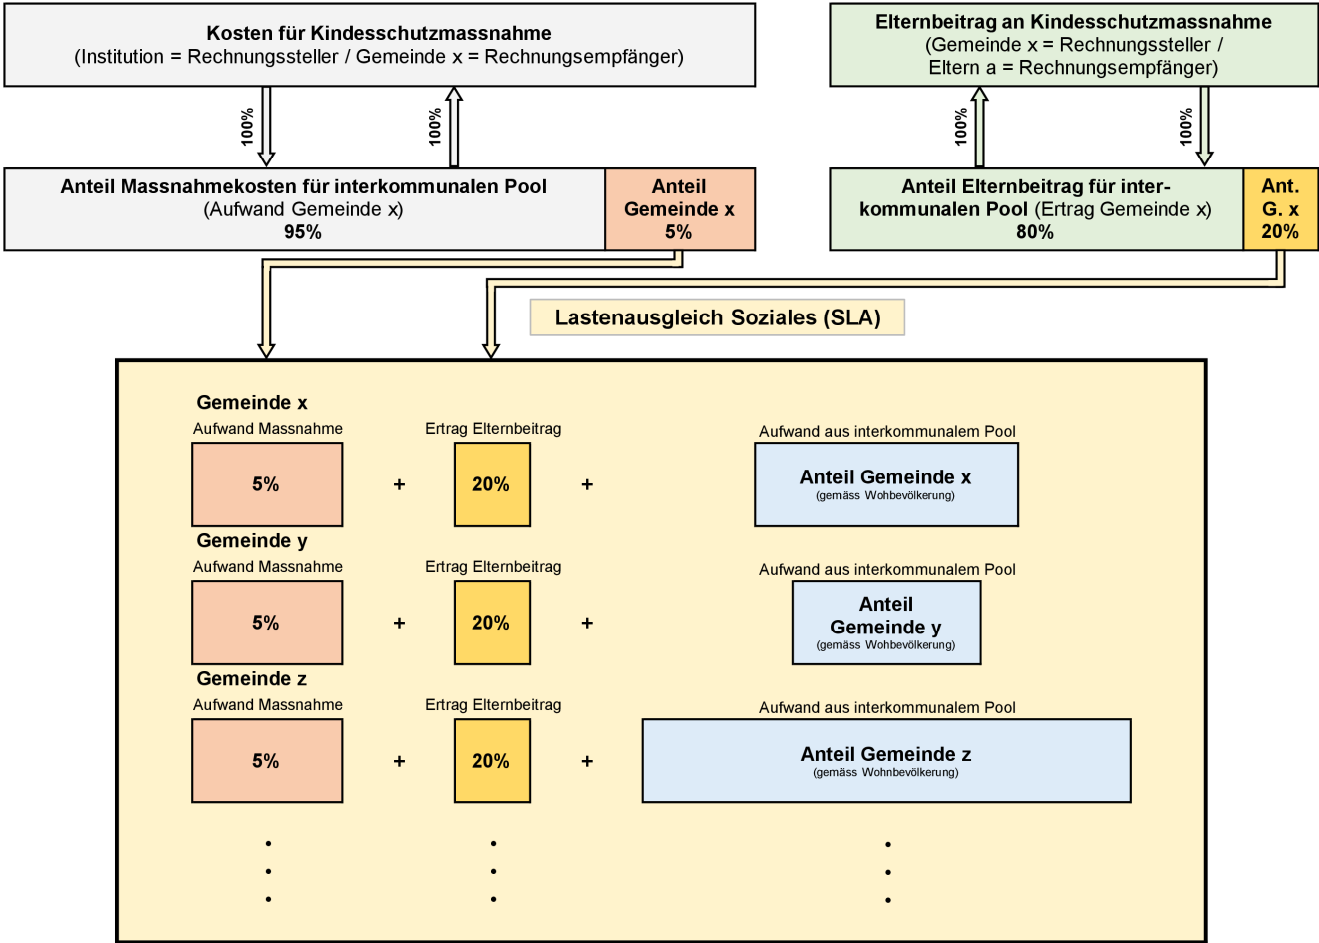 Kosten für Kindesschutzmassnahme
(Institution = Rechnungssteller / Gemeinde x = Rechnungsempfänger)
Elternbeitrag an Kindesschutzmassnahme
(Gemeinde x = Rechnungssteller /
Eltern a = Rechnungsempfänger)
100%
100%
100%
100%
Anteil Massnahmekosten für interkommunalen Pool
(Aufwand Gemeinde x)
95%
Anteil
Gemeinde x
5%
Anteil Elternbeitrag für inter-
kommunalen Pool (Ertrag Gemeinde x)
80%
Ant.
G. x
20%
Lastenausgleich Soziales (SLA)
Gemeinde x
Aufwand Massnahme
Ertrag Elternbeitrag
Aufwand aus interkommunalem Pool
5%
+
20%
+
Anteil Gemeinde x
(gemäss Wohbevölkerung)
Gemeinde y
Aufwand Massnahme
Ertrag Elternbeitrag
Aufwand aus interkommunalem Pool
5%
+
20%
+
Anteil
Gemeinde y
(gemäss Wohbevölkerung)
Gemeinde z
Aufwand Massnahme
Ertrag Elternbeitrag
Aufwand aus interkommunalem Pool
5%
+
20%
+
Anteil Gemeinde z
(gemäss Wohnbevölkerung)